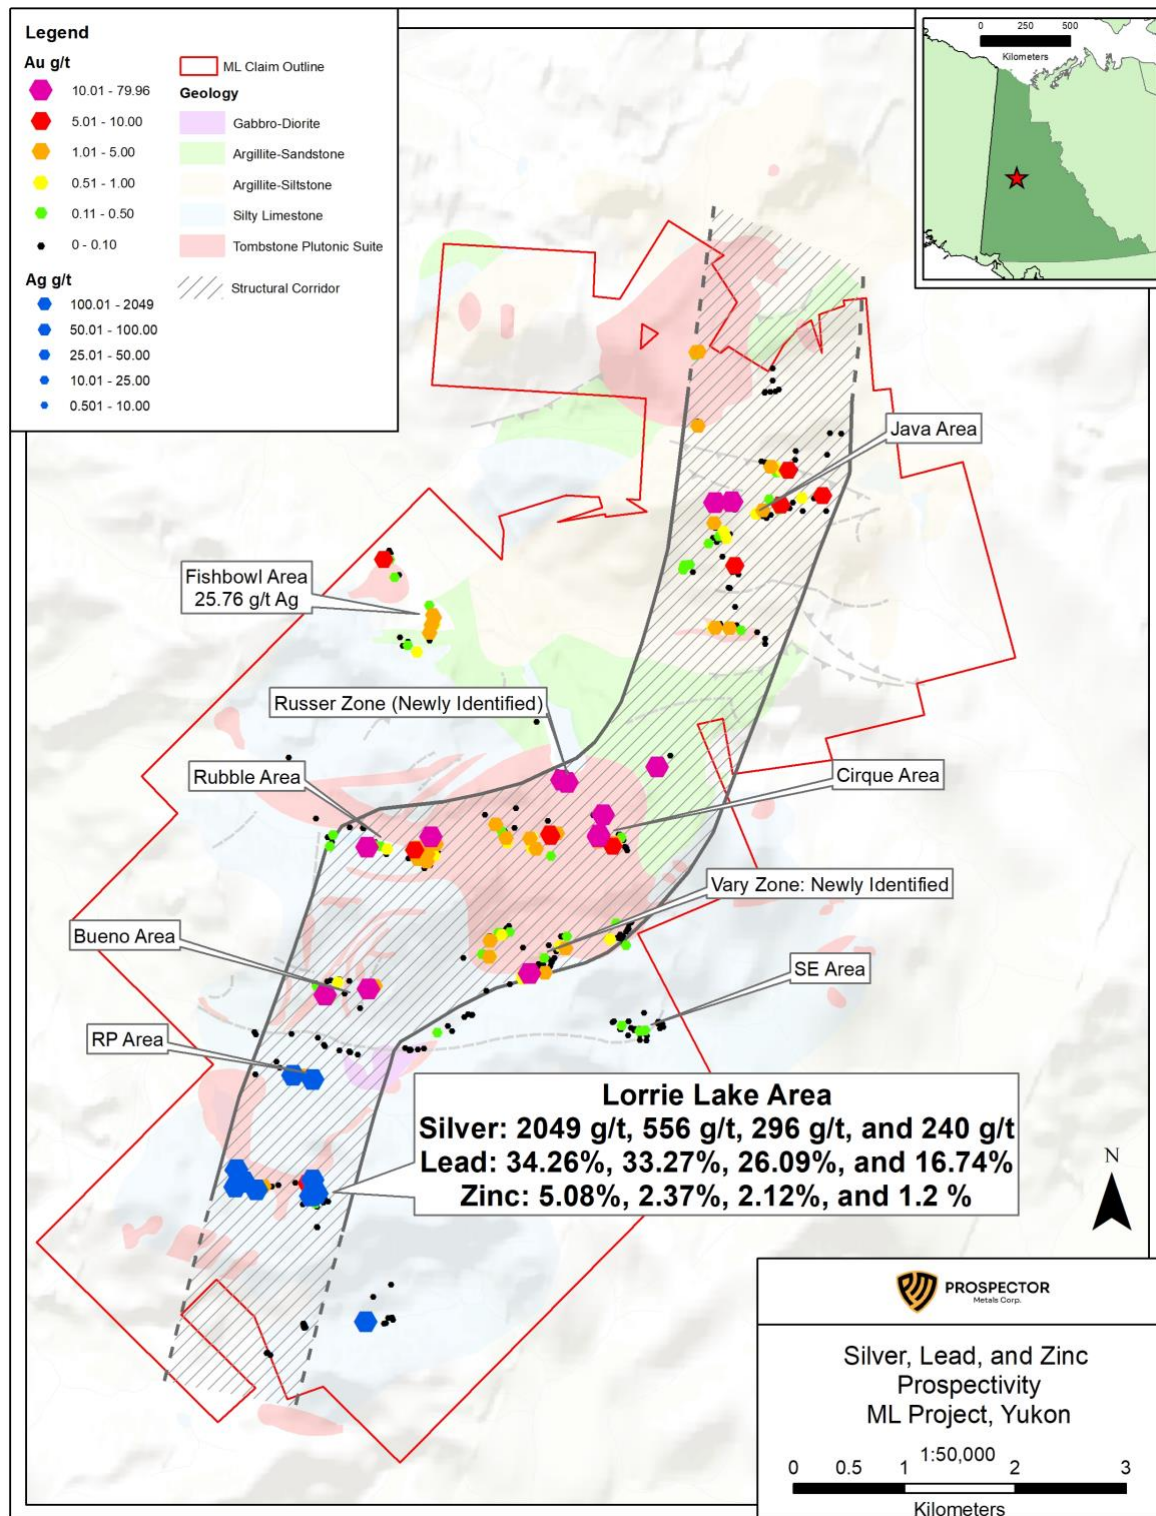 Legend
Au g/t
10.01 - 79.96
5.01 - 10.00
1.01 - 5.00
0.51 - 1.00
0.11 - 0.50
0 - 0.10
Ag g/t
100.01 - 2049
50.01 - 100.00
25.01 - 50.00
10.01 - 25.00
0.501 - 10.00
ML Claim Outline
Geology
Gabbro-Diorite
Argillite-Sandstone
Argillite-Siltstone
Silty Limestone
Tombstone Plutonic Suite
Structural Corridor
0 250 500
Kilometers
Java Area
Fishbowl Area
25.76 g/t Ag
Russer Zone (Newly Identified)
Rubble Area
Cirque Area
Vary Zone: Newly Identified
Bueno Area
SE Area
RP Area
Lorrie Lake Area
Silver: 2049 g/t, 556 g/t, 296 g/t, and 240 g/t
Lead: 34.26%, 33.27%, 26.09%, and 16.74%
Zinc: 5.08%, 2.37%, 2.12%, and 1.2 %
N
PROSPECTOR
Metals Corp.
Silver, Lead, and Zinc
Prospectivity
ML Project, Yukon
1:50,000
0 0.5 1 2 3
Kilometers